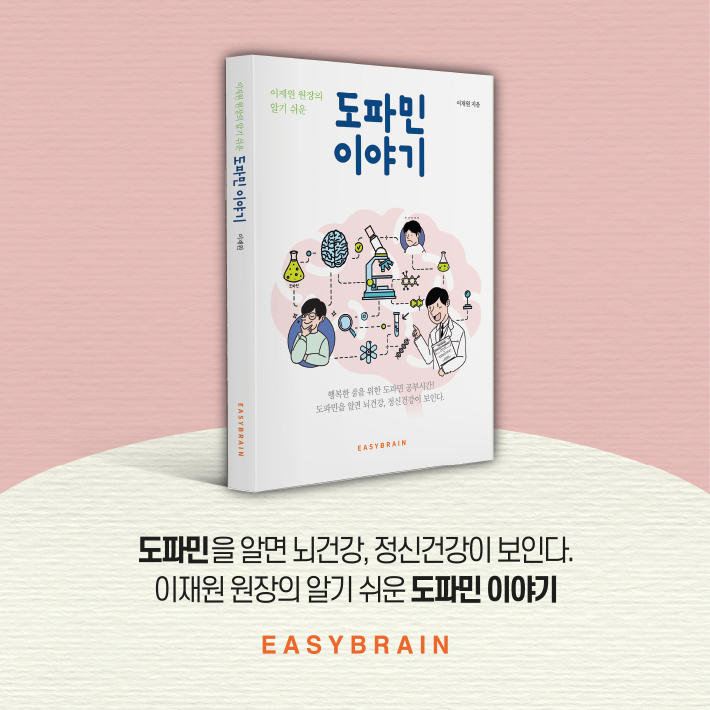 이재원 원장의
알기 쉬운
도파민
이야기
이재원 지음
이재원 원장의 알기 쉬운 도파민 이야기 이재원
EASYBRAIN
도파민
행복한 삶을 위한 도파민 공부시간!
도파민을 알면 뇌건강, 정신건강이 보인다.
EASYBRAIN
도파민을 알면 뇌건강, 정신건강이 보인다.
이재원 원장의 알기 쉬운 도파민 이야기
EASYBRAIN